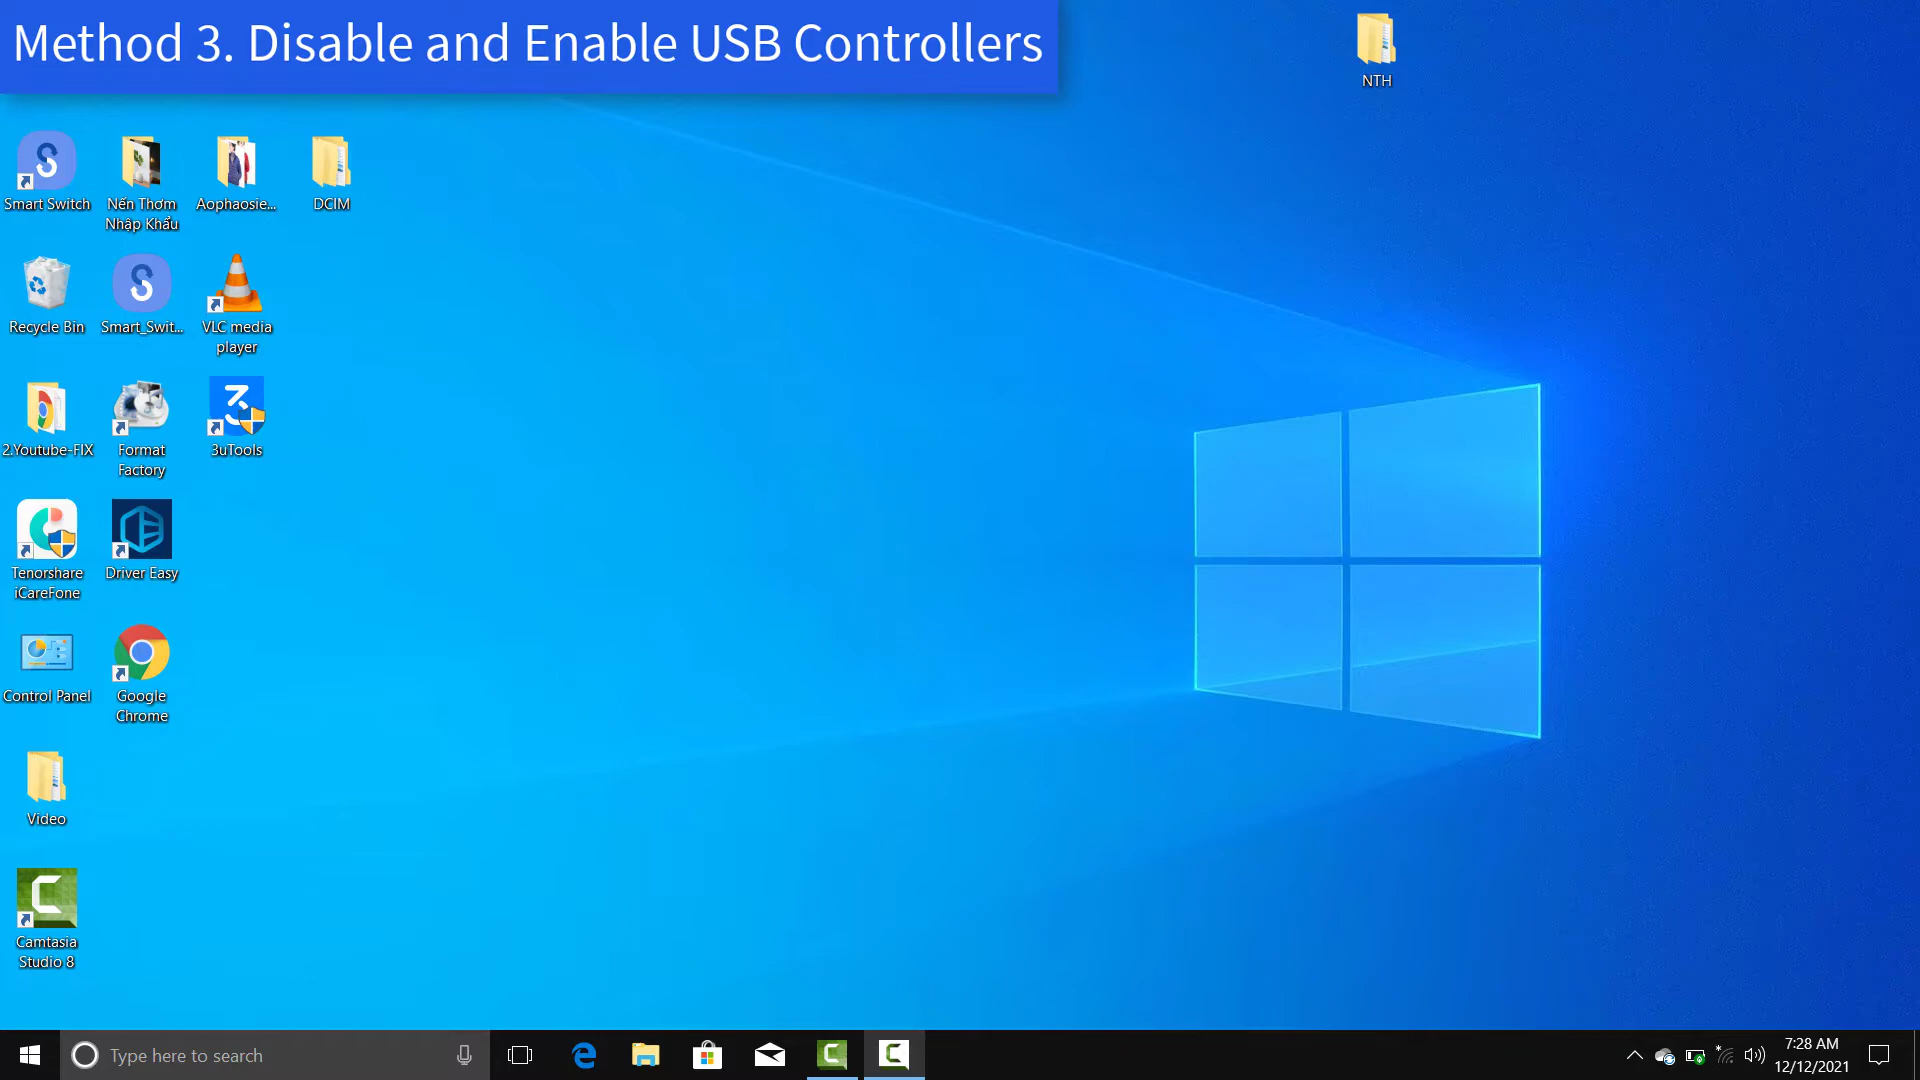 Method 3. Disable and Enable USB Controllers
NTH
Smart Switch
Nến Thơm
Nhập Khẩu
Aophaosie...
DCIM
Recycle Bin
Smart_Swit...
VLC media
player
2.Youtube-FIX
Format
Factory
3uTools
Tenorshare
iCareFone
Driver Easy
Control Panel
Google
Chrome
Video
Camtasia
Studio 8
Type here to search
7:28 AM
12/12/2021